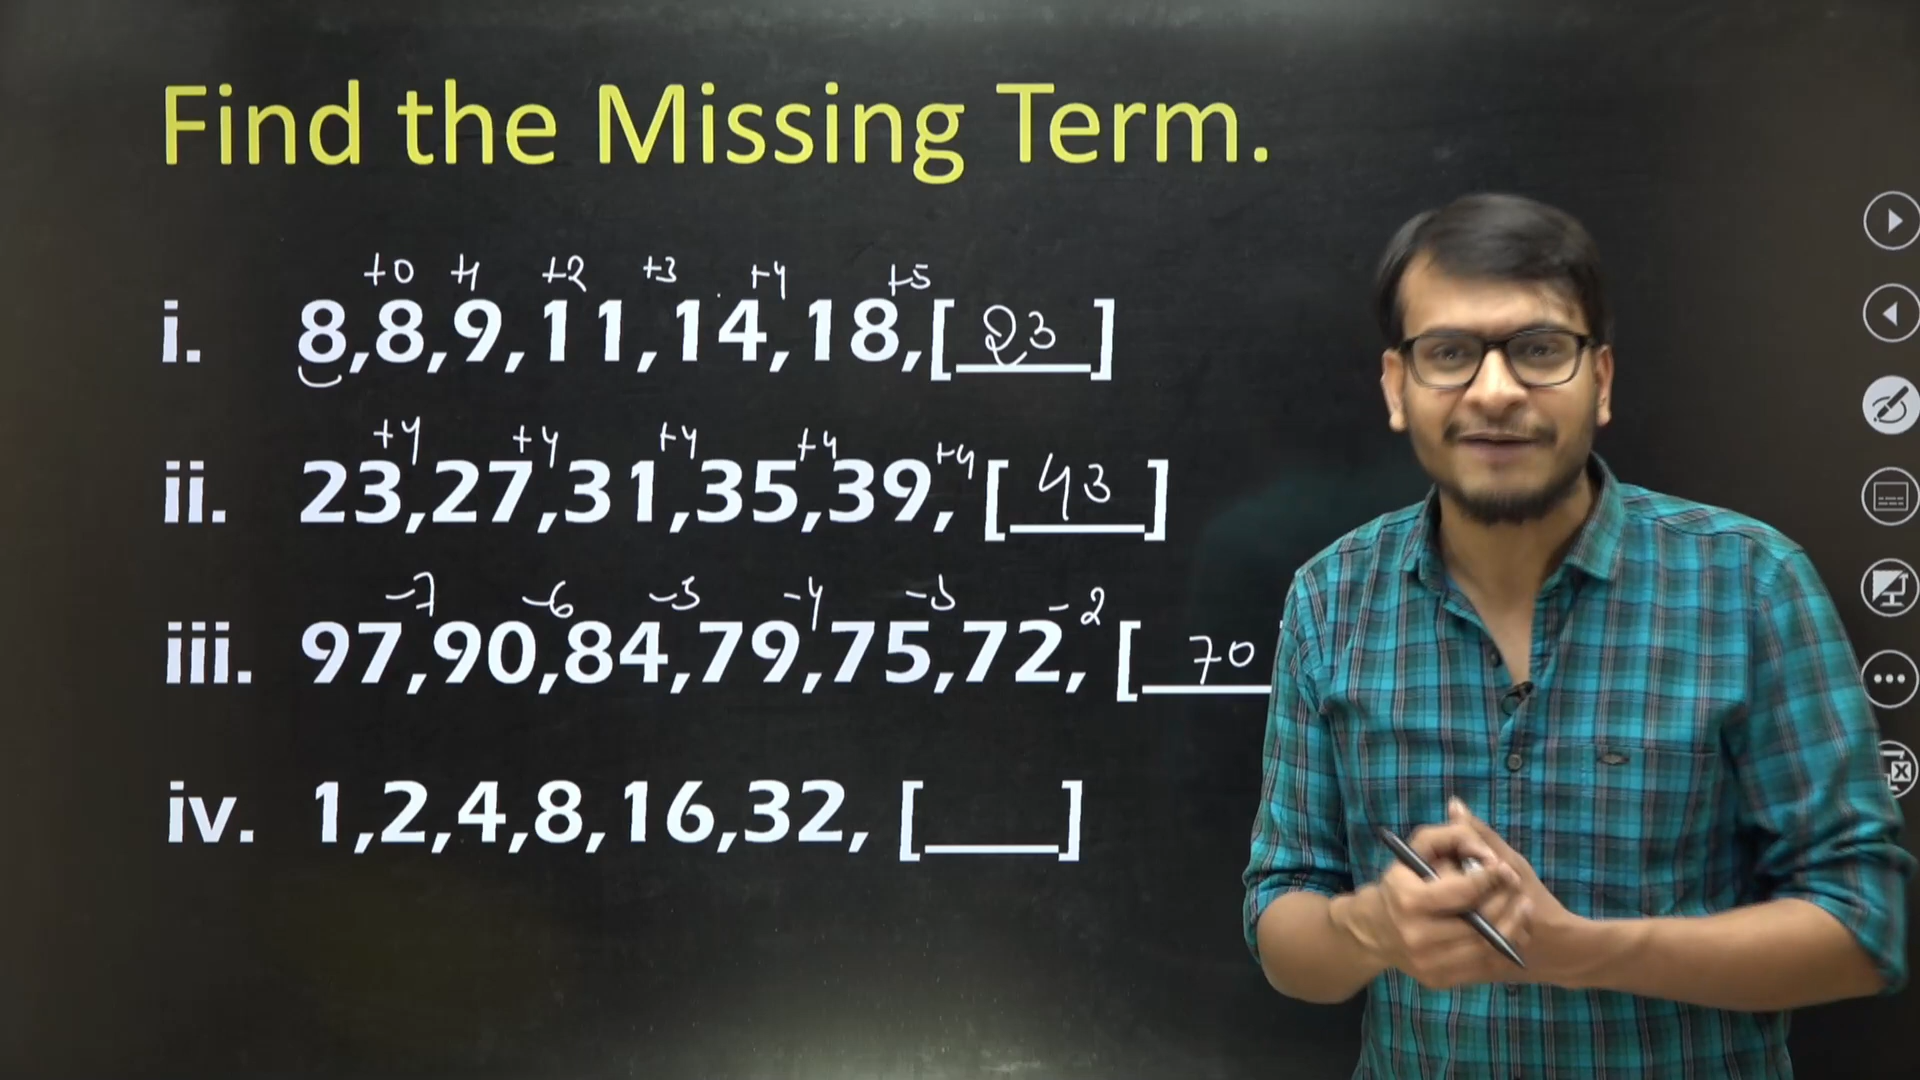 Find the Missing Term.
+0 +1 +2 +3 +4 +5
i. 8,8,9,11,14,18,[ 23 ]
+4 +4 +4 +4 +4
ii. 23,27,31,35,39,[ 43 ]
-7 -6 -5 -4 -3 -2
iii. 97,90,84,79,75,72,[ 70
iv. 1,2,4,8,16,32, [___]